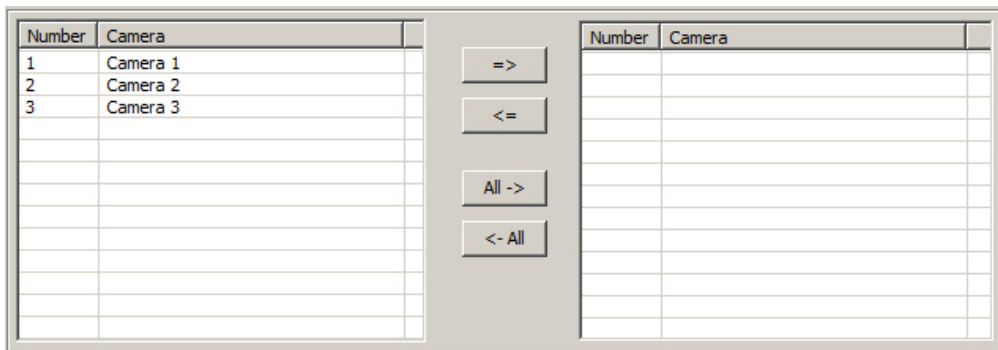 Number Camera
1 Camera 1
2 Camera 2
3 Camera 3
=>
<=
All ->
<- All
Number Camera